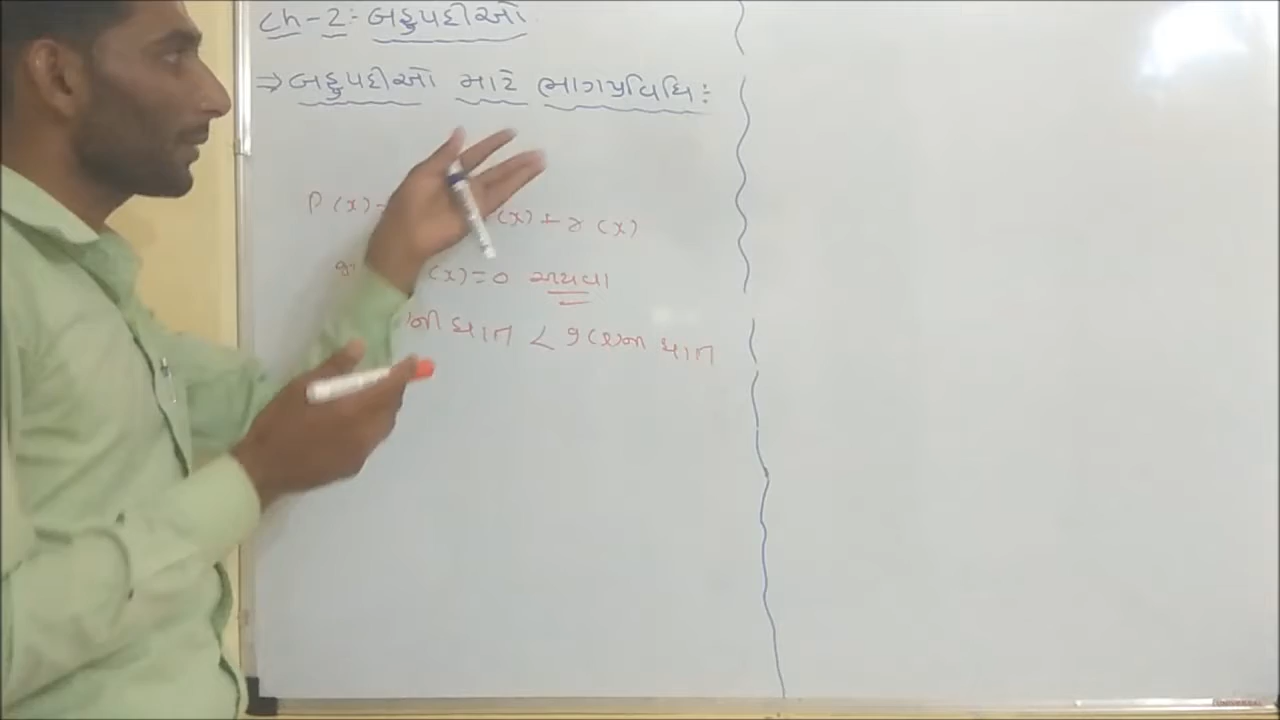 Ch-2:- બહુપદીઓ
⇒ બહુપદીઓ માટે ભાગપ્રવિધિ:
P(x) (x) + r(x)
(x) = 0 અથવા
ની ઘાત < g(x)ની ઘાત